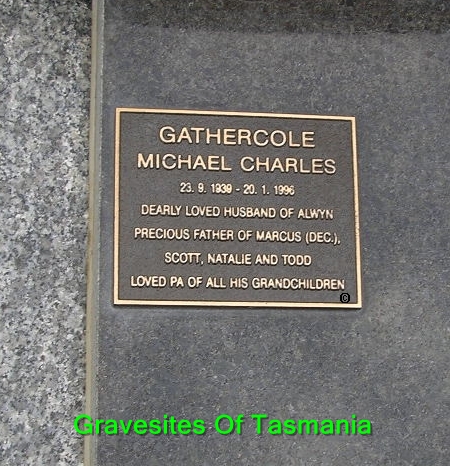 GATHERCOLE
MICHAEL CHARLES
23. 9. 1939 - 20. 1. 1996
DEARLY LOVED HUSBAND OF ALWYN
PRECIOUS FATHER OF MARCUS (DEC.),
SCOTT, NATALIE AND TODD
LOVED PA OF ALL HIS GRANDCHILDREN
©
Gravesites Of Tasmania